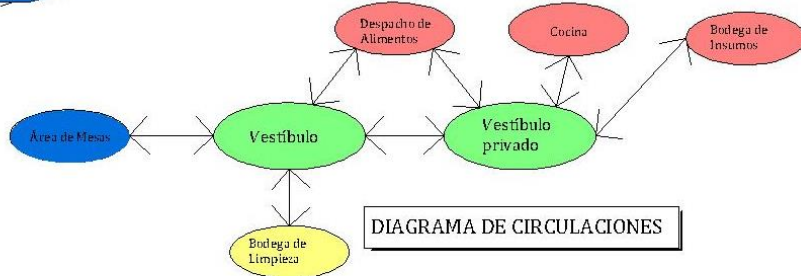 Despacho de
Alimentos
Cocina
Bodega de
Insumos
Área de Mesas
Vestíbulo
Vestíbulo
privado
Bodega de
Limpieza
DIAGRAMA DE CIRCULACIONES